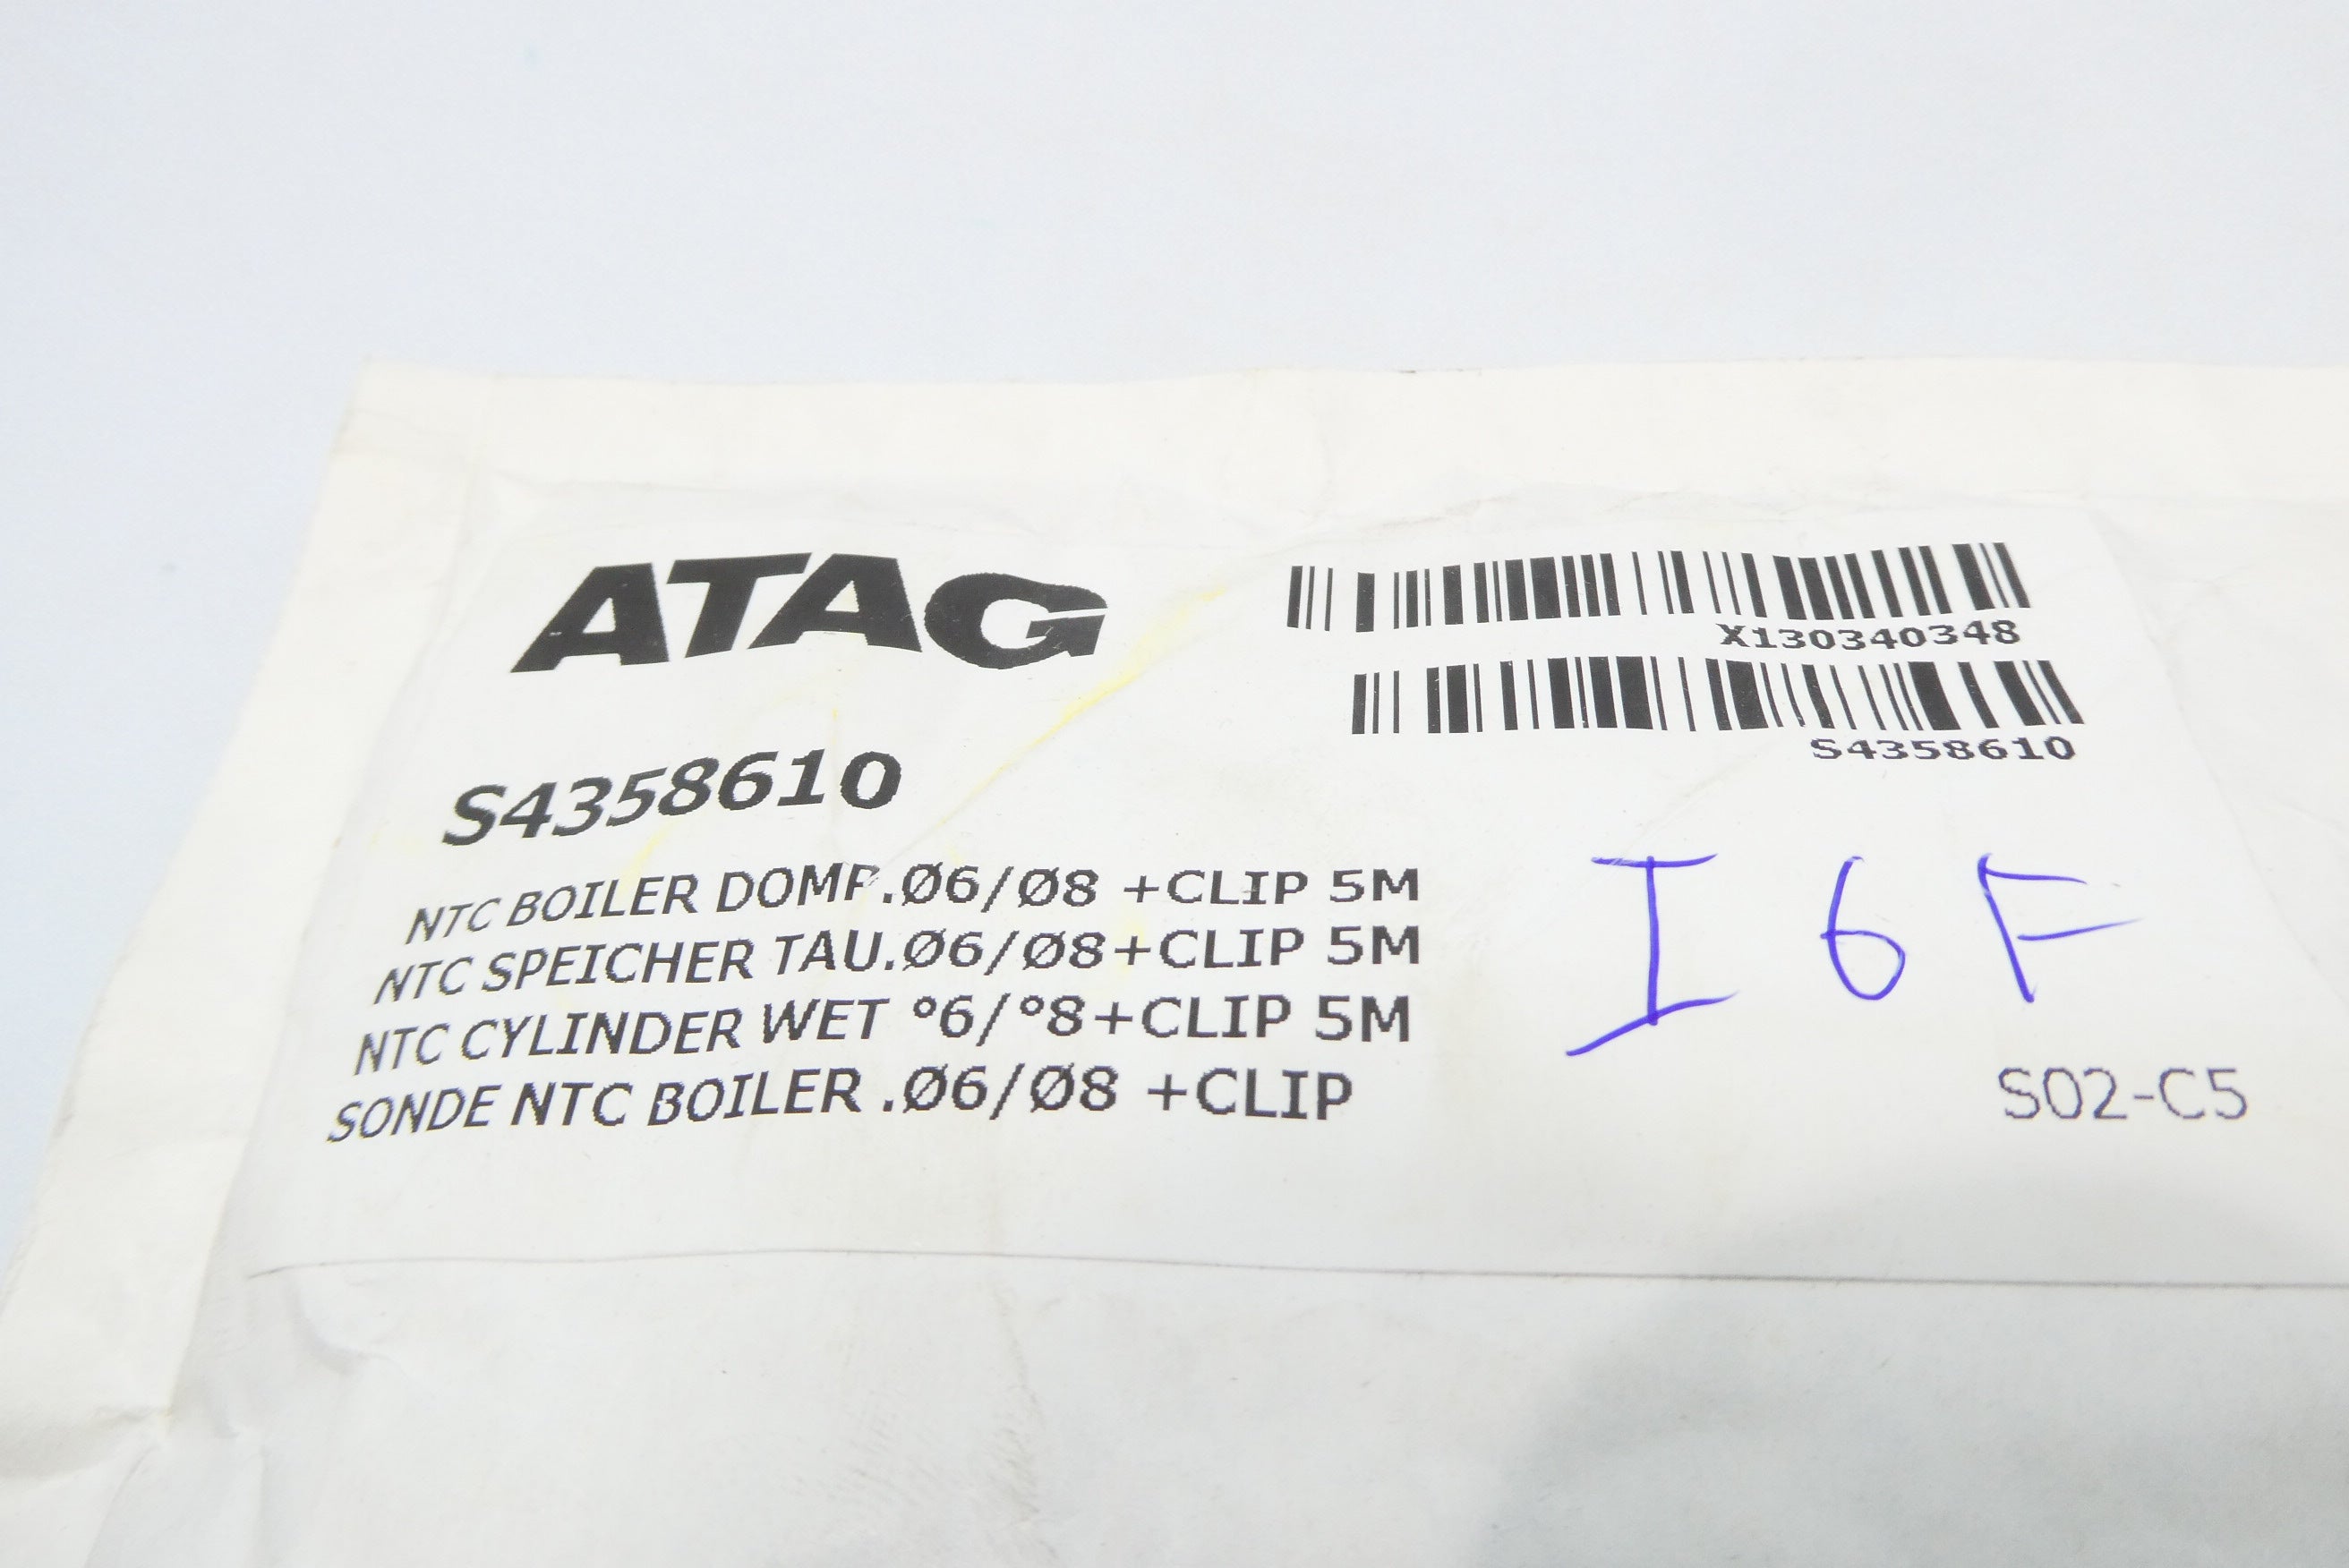 ATAG
X130340348
S4358610
S4358610
NTC BOILER DOMP.Ø6/Ø8 +CLIP 5M
NTC SPEICHER TAU.Ø6/Ø8+CLIP 5M
NTC CYLINDER WET °6/°8+CLIP 5M
SONDE NTC BOILER .Ø6/Ø8 +CLIP
I6F
S02-C5